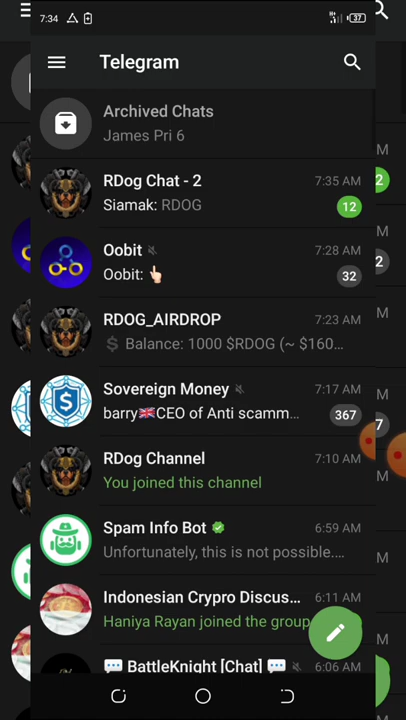 7:34
37
Telegram
Archived Chats
James Pri 6
RDog Chat - 2
7:35 AM
Siamak: RDOG
12
Oobit
7:28 AM
Oobit: 👆🏻
32
RDOG_AIRDROP
7:23 AM
💲 Balance: 1000 $RDOG (~ $160...
Sovereign Money
7:17 AM
barry🇬🇧CEO of Anti scamm...
367
RDog Channel
7:10 AM
You joined this channel
Spam Info Bot
6:59 AM
Unfortunately, this is not possible....
Indonesian Crypro Discus...
6:11 AM
Haniya Rayan joined the group
💬 BattleKnight [Chat] 💬
6:06 AM
M
2
M
2
M
M
7
M
M
M
M